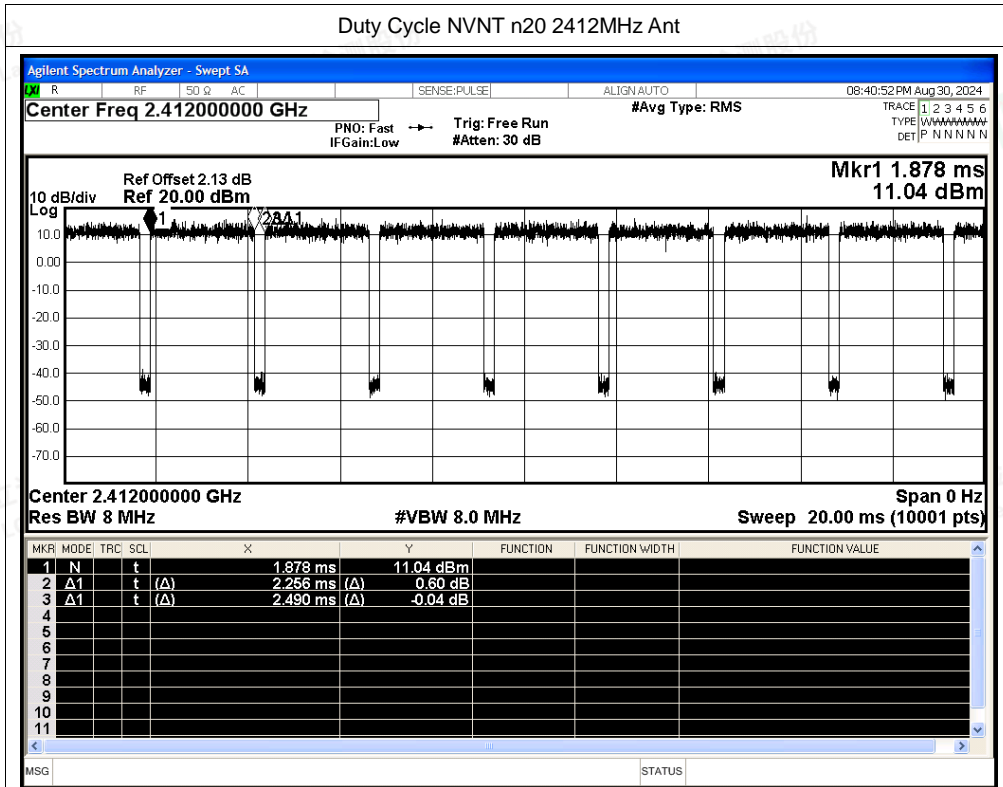 Duty Cycle NVNT n20 2412MHz Ant
Agilent Spectrum Analyzer - Swept SA
LXI R RF 50 Ω AC SENSE:PULSE ALIGN AUTO 08:40:52 PM Aug 30, 2024
Center Freq 2.412000000 GHz #Avg Type: RMS TRACE 1 2 3 4 5 6
PNO: Fast Trig: Free Run TYPE WWWWWW
IFGain:Low #Atten: 30 dB DET P N N N N N
Mkr1 1.878 ms
Ref Offset 2.13 dB
10 dB/div Ref 20.00 dBm 11.04 dBm
Log
1 2 3Δ1
10.0
0.00
-10.0
-20.0
-30.0
-40.0
-50.0
-60.0
-70.0
Center 2.412000000 GHz Span 0 Hz
Res BW 8 MHz #VBW 8.0 MHz Sweep 20.00 ms (10001 pts)
MKR MODE TRC SCL X Y FUNCTION FUNCTION WIDTH FUNCTION VALUE
1 N t 1.878 ms 11.04 dBm
2 Δ1 t (Δ) 2.256 ms (Δ) 0.60 dB
3 Δ1 t (Δ) 2.490 ms (Δ) -0.04 dB
4
5
6
7
8
9
10
11
MSG STATUS